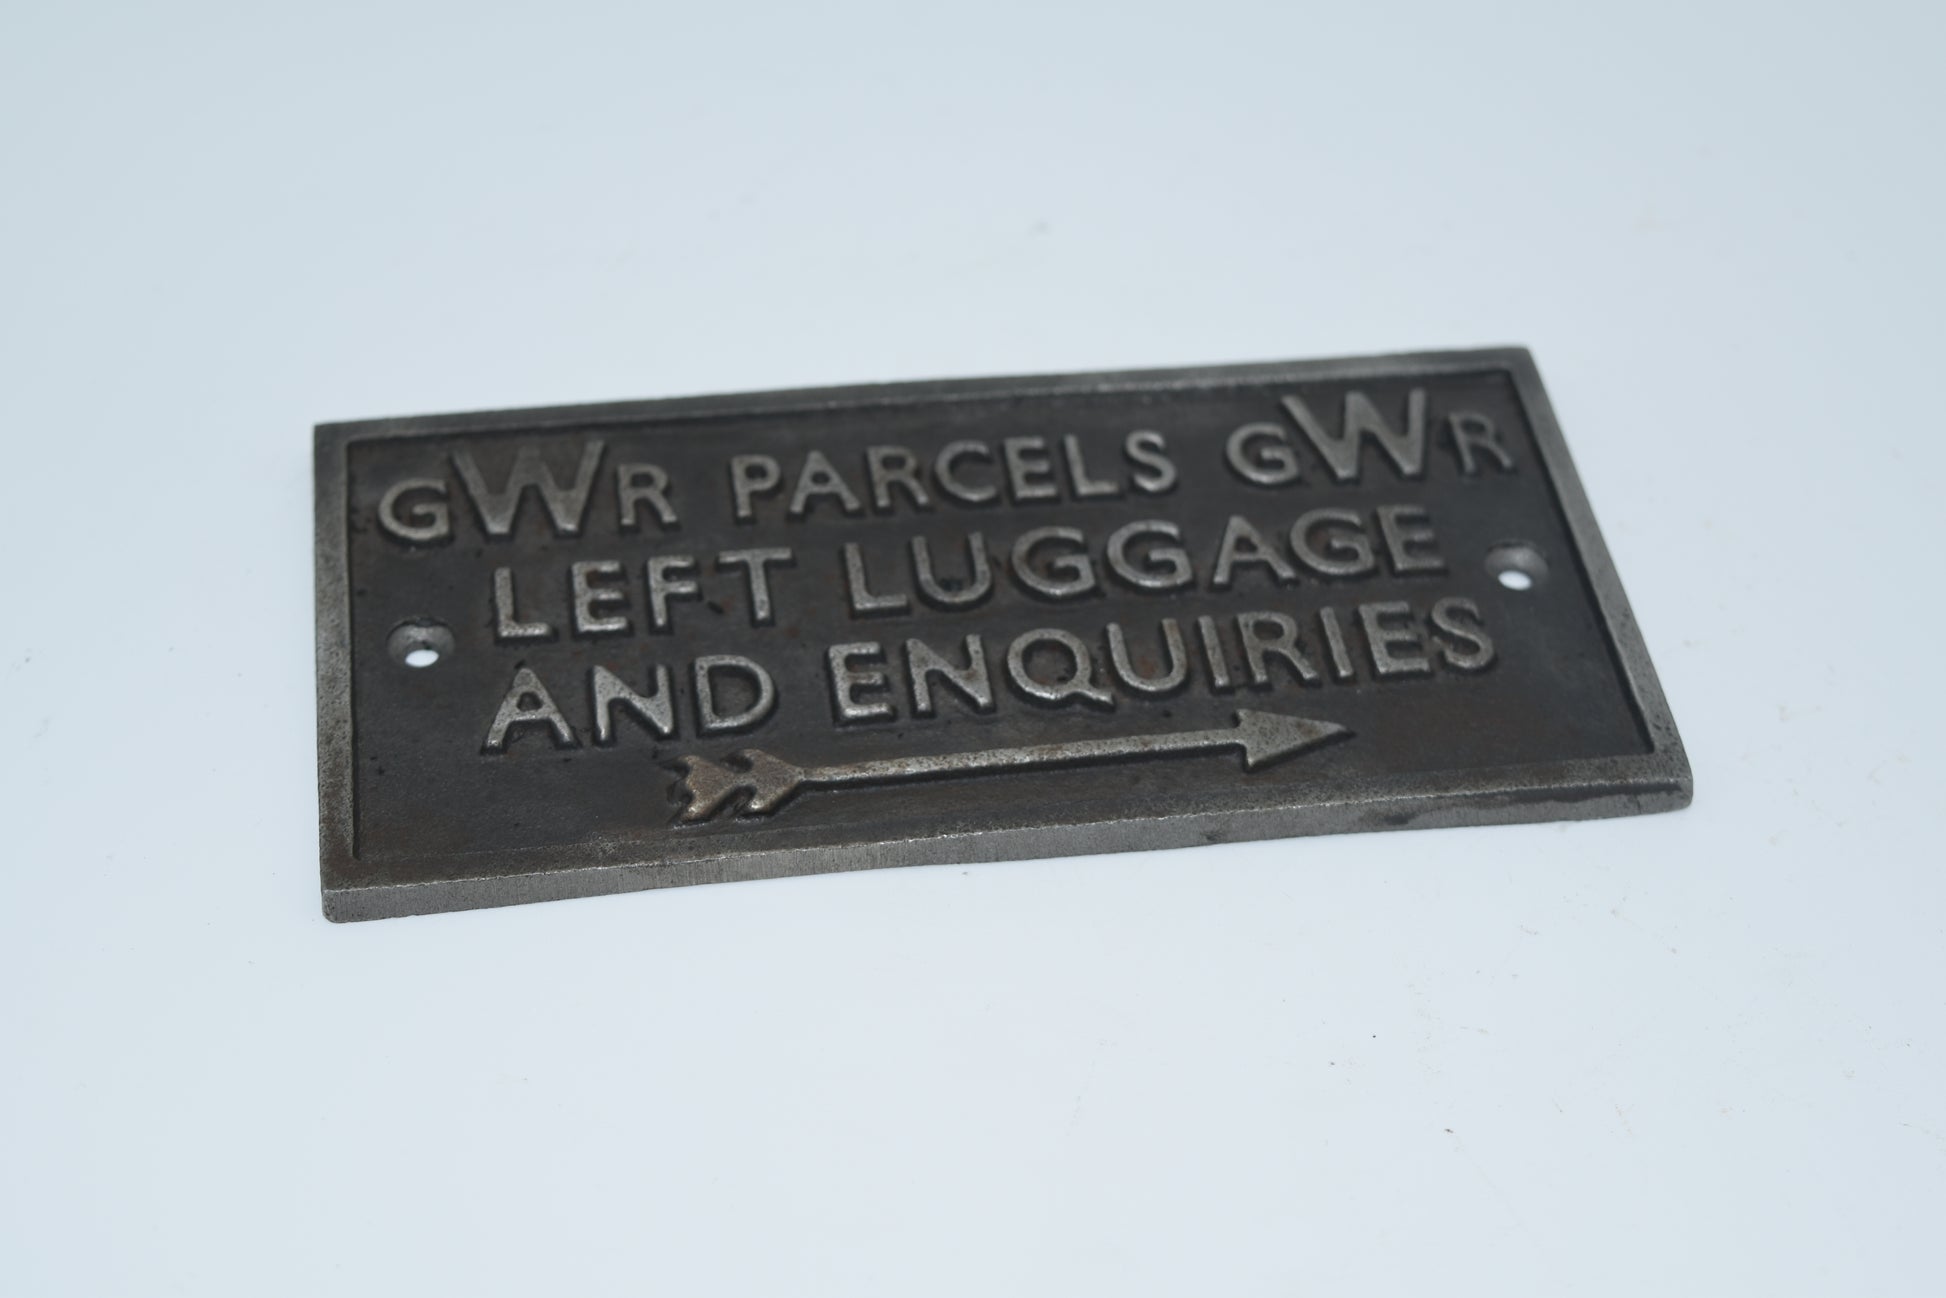 GWR PARCELS GWR
LEFT LUGGAGE
AND ENQUIRIES